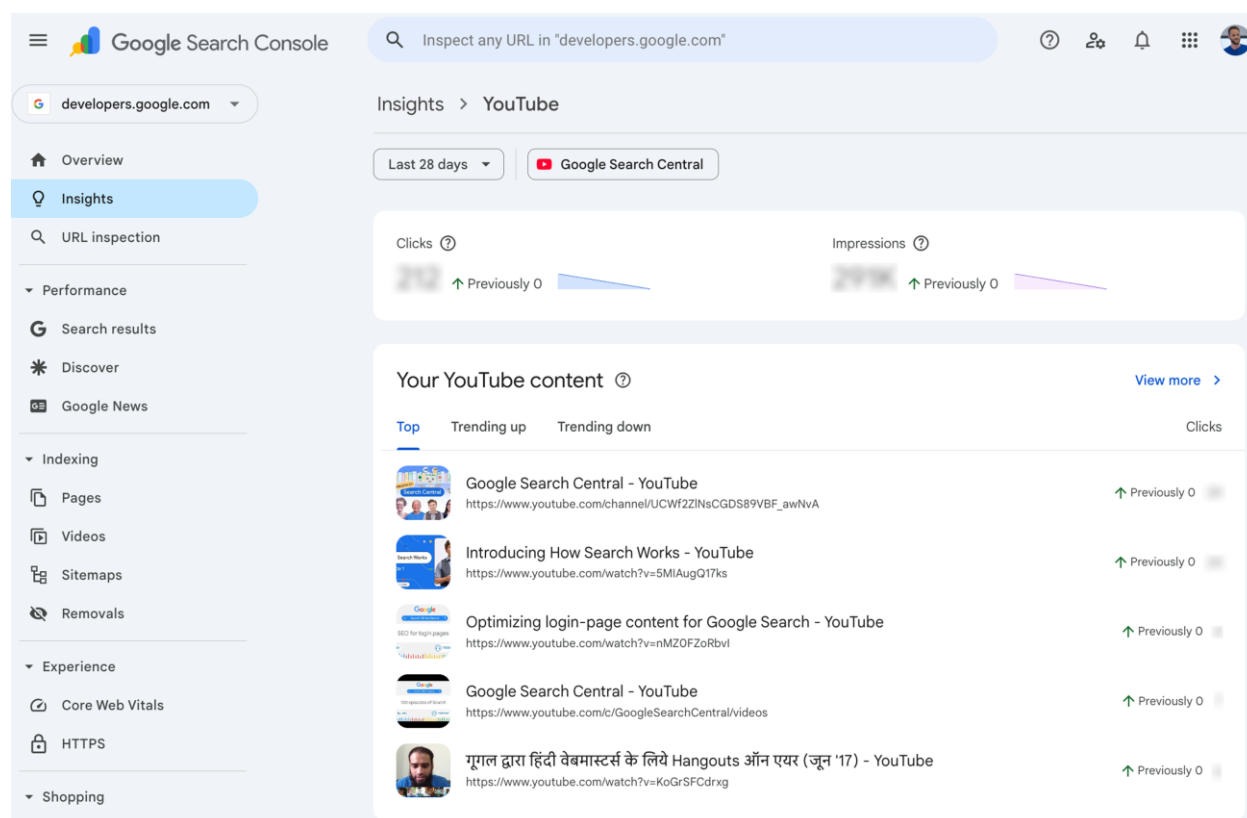 Google Search Console
Inspect any URL in "developers.google.com"
G developers.google.com
Insights > YouTube
Overview
Last 28 days
Google Search Central
Insights
URL inspection
Clicks
Impressions
Previously 0
Previously 0
Performance
Search results
Discover
Google News
Your YouTube content
View more
Top
Trending up
Trending down
Clicks
Indexing
Pages
Videos
Sitemaps
Removals
Google Search Central - YouTube
https://www.youtube.com/channel/UCWf2ZlNsCGDS89VBF_awNvA
Previously 0
Introducing How Search Works - YouTube
https://www.youtube.com/watch?v=5MIAugQ17ks
Previously 0
Optimizing login-page content for Google Search - YouTube
https://www.youtube.com/watch?v=nMZOFZoRbvI
Previously 0
Google Search Central - YouTube
https://www.youtube.com/c/GoogleSearchCentral/videos
Previously 0
गूगल द्वारा हिंदी वेबमास्टर्स के लिये Hangouts ऑन एयर (जून '17) - YouTube
https://www.youtube.com/watch?v=KoGrSFCdrxg
Previously 0
Experience
Core Web Vitals
HTTPS
Shopping